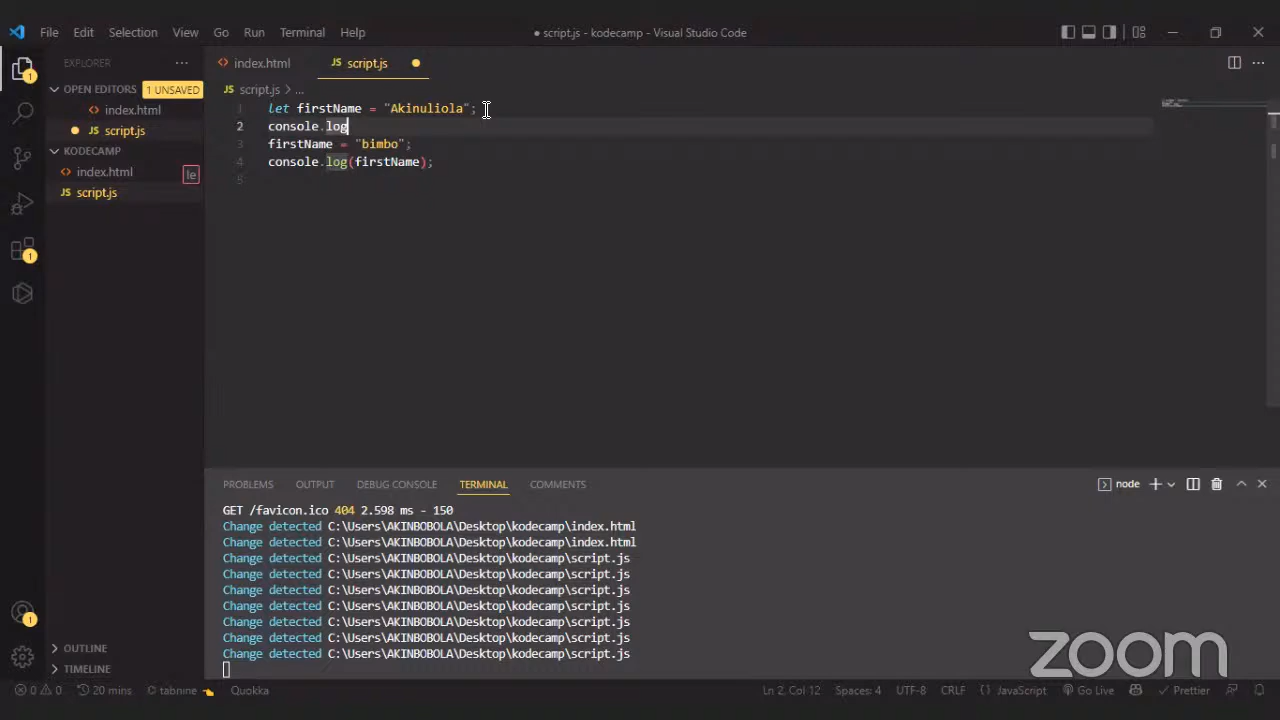 File Edit Selection View Go Run Terminal Help
● script.js - kodecamp - Visual Studio Code
EXPLORER
OPEN EDITORS 1 UNSAVED
index.html
JS script.js
KODECAMP
index.html
le
JS script.js
OUTLINE
TIMELINE
1
1
1
index.html JS script.js
JS script.js > ...
1 let firstName = "Akinuliola";
2 console.log
3 firstName = "bimbo";
4 console.log(firstName);
5
PROBLEMS OUTPUT DEBUG CONSOLE TERMINAL COMMENTS node
GET /favicon.ico 404 2.598 ms - 150
Change detected C:\Users\AKINBOBOLA\Desktop\kodecamp\index.html
Change detected C:\Users\AKINBOBOLA\Desktop\kodecamp\index.html
Change detected C:\Users\AKINBOBOLA\Desktop\kodecamp\script.js
Change detected C:\Users\AKINBOBOLA\Desktop\kodecamp\script.js
Change detected C:\Users\AKINBOBOLA\Desktop\kodecamp\script.js
Change detected C:\Users\AKINBOBOLA\Desktop\kodecamp\script.js
Change detected C:\Users\AKINBOBOLA\Desktop\kodecamp\script.js
Change detected C:\Users\AKINBOBOLA\Desktop\kodecamp\script.js
Change detected C:\Users\AKINBOBOLA\Desktop\kodecamp\script.js
zoom
0 0 20 mins tabnine Quokka Ln 2, Col 12 Spaces: 4 UTF-8 CRLF {} JavaScript Go Live Prettier